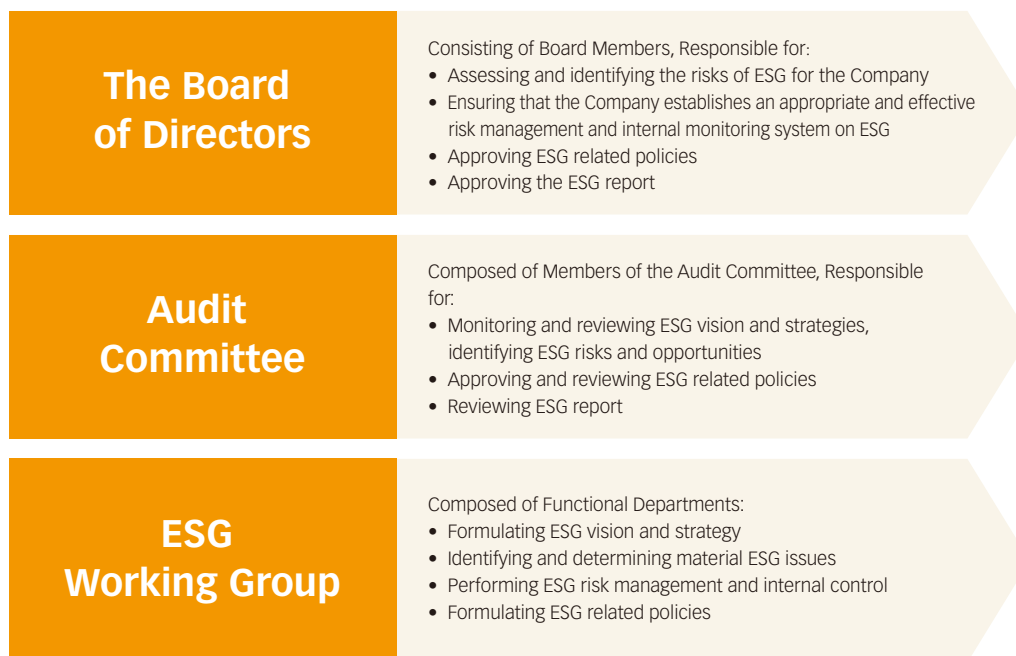 The Board
of Directors
Consisting of Board Members, Responsible for:
• Assessing and identifying the risks of ESG for the Company
• Ensuring that the Company establishes an appropriate and effective
risk management and internal monitoring system on ESG
• Approving ESG related policies
• Approving the ESG report
Audit
Committee
Composed of Members of the Audit Committee, Responsible
for:
• Monitoring and reviewing ESG vision and strategies,
identifying ESG risks and opportunities
• Approving and reviewing ESG related policies
• Reviewing ESG report
ESG
Working Group
Composed of Functional Departments:
• Formulating ESG vision and strategy
• Identifying and determining material ESG issues
• Performing ESG risk management and internal control
• Formulating ESG related policies